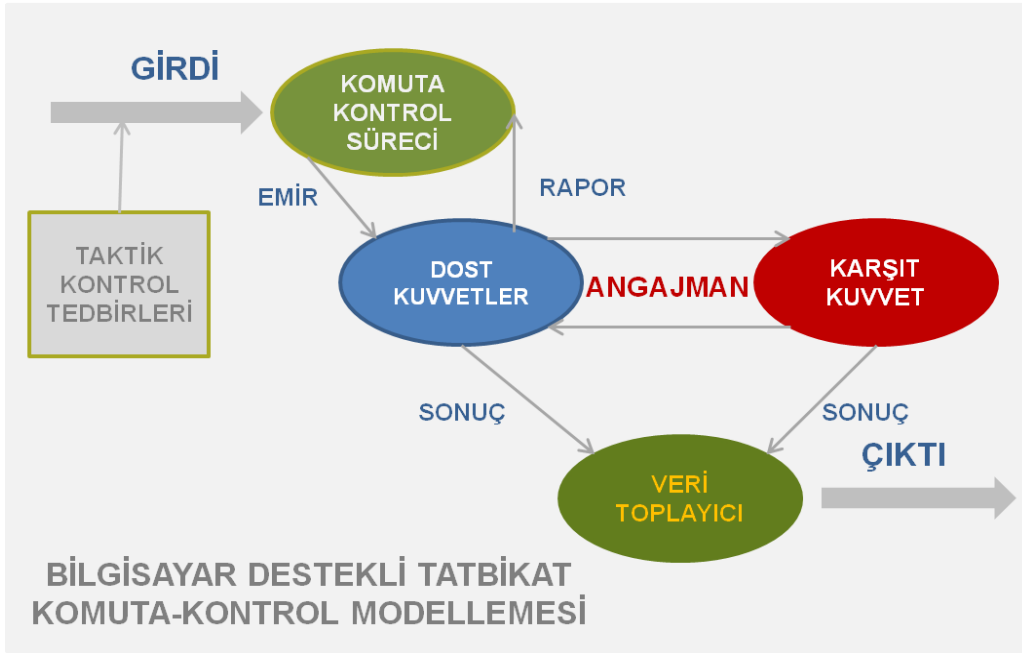 GİRDİ
KOMUTA
KONTROL
SÜRECİ
EMİR
RAPOR
TAKTİK
KONTROL
TEDBİRLERİ
DOST
KUVVETLER
ANGAJMAN
KARŞIT
KUVVET
SONUÇ
SONUÇ
ÇIKTI
VERİ
TOPLAYICI
BİLGİSAYAR DESTEKLİ TATBİKAT
KOMUTA-KONTROL MODELLEMESİ